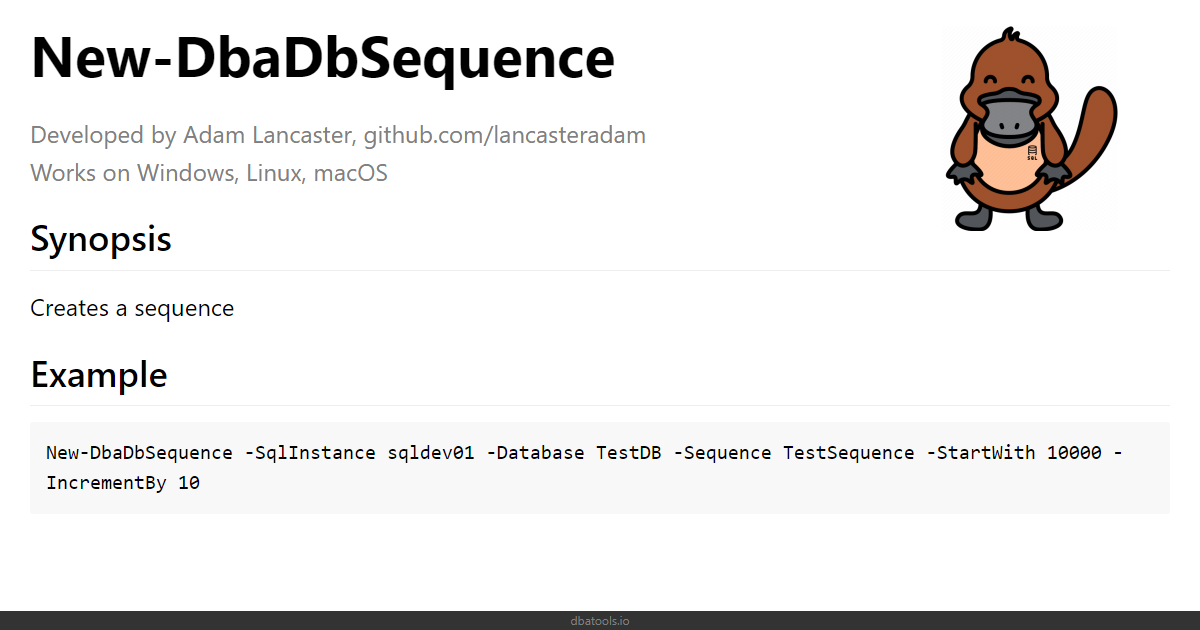 New-DbaDbSequence
Developed by Adam Lancaster, github.com/lancasteradam
Works on Windows, Linux, macOS
SQL
Synopsis
Creates a sequence
Example
New-DbaDbSequence -SqlInstance sqldev01 -Database TestDB -Sequence TestSequence -StartWith 10000 -
IncrementBy 10
dbatools.io